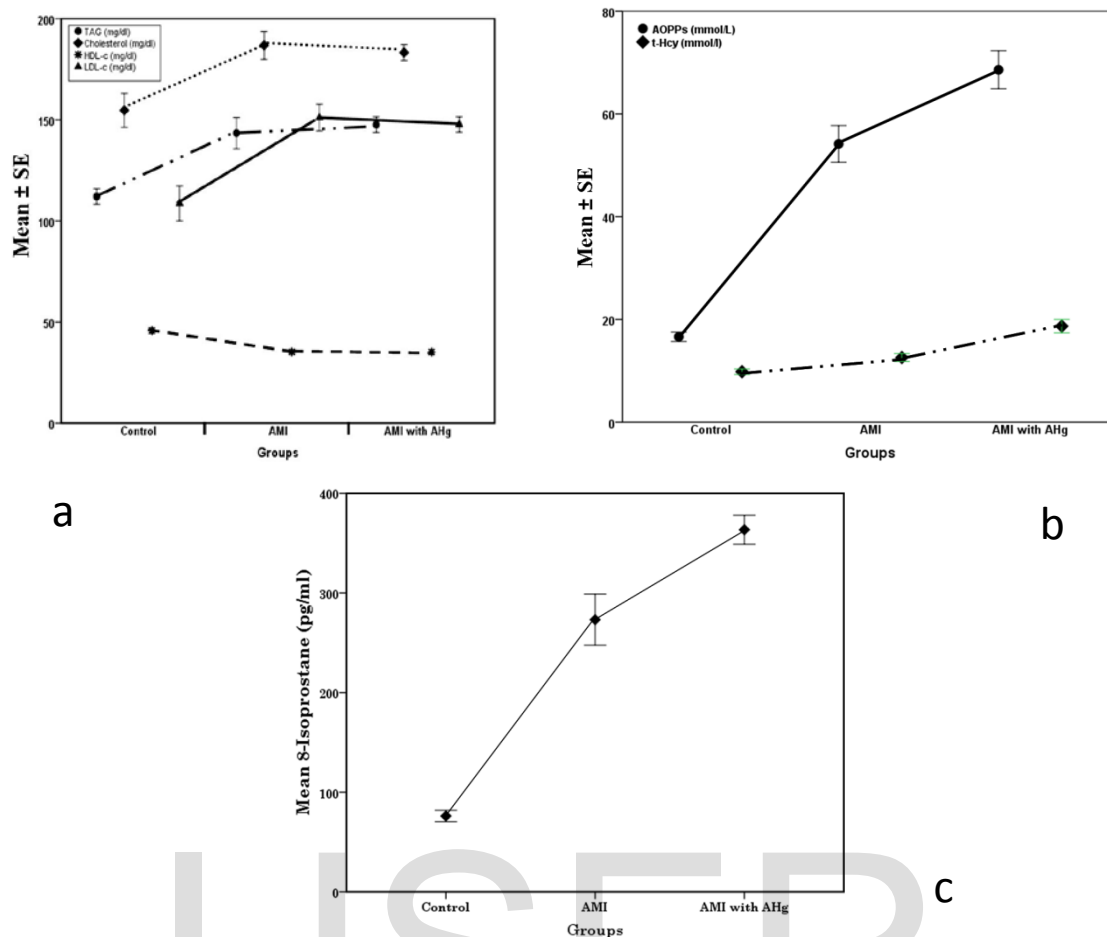 200
150
100
50
0
Mean ± SE
TAG (mg/dl)
Cholesterol (mg/dl)
HDL-c (mg/dl)
LDL-c (mg/dl)
Control
AMI
AMI with AHg
Groups
a
80
60
40
20
0
Mean ± SE
AOPPs (mmol/L)
t-Hcy (mmol/l)
Control
AMI
AMI with AHg
Groups
b
400
300
200
100
0
Mean 8-Isoprostane (pg/ml)
Control
AMI
AMI with AHg
Groups
c